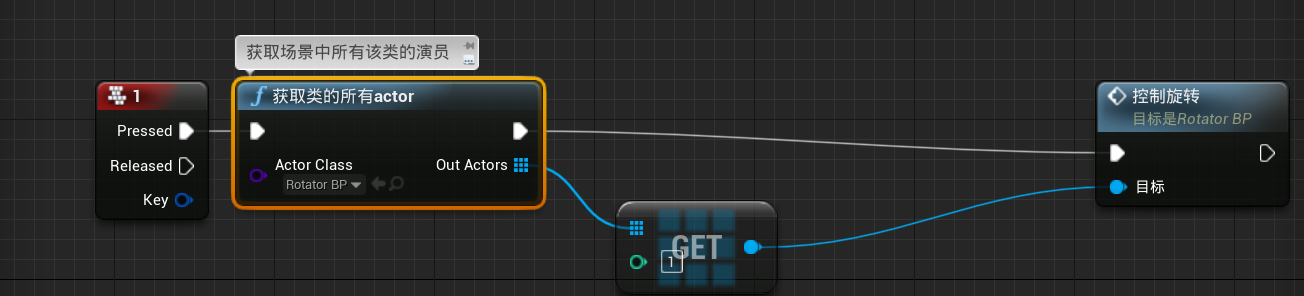 获取场景中所有该类的演员
1
Pressed
Released
Key
获取类的所有actor
Actor Class
Rotator BP
Out Actors
GET
1
控制旋转
目标是Rotator BP
目标